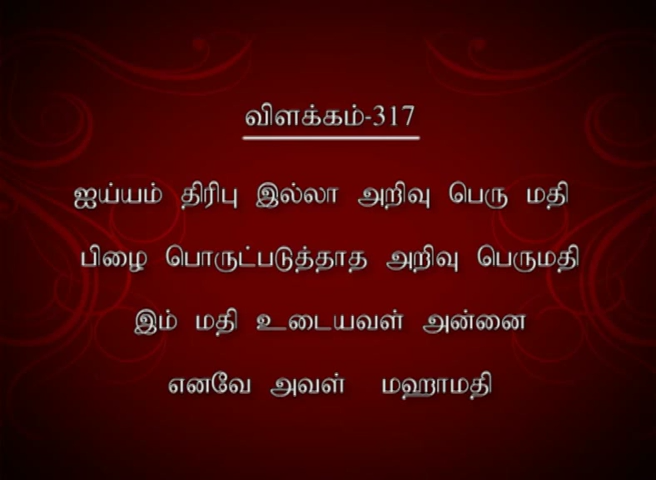 விளக்கம்-317
ஐய்யம் திரிபு இல்லா அறிவு பெரு மதி
பிழை பொருட்படுத்தாத அறிவு பெருமதி
இம் மதி உடையவள் அன்னை
எனவே அவள் மஹாமதி